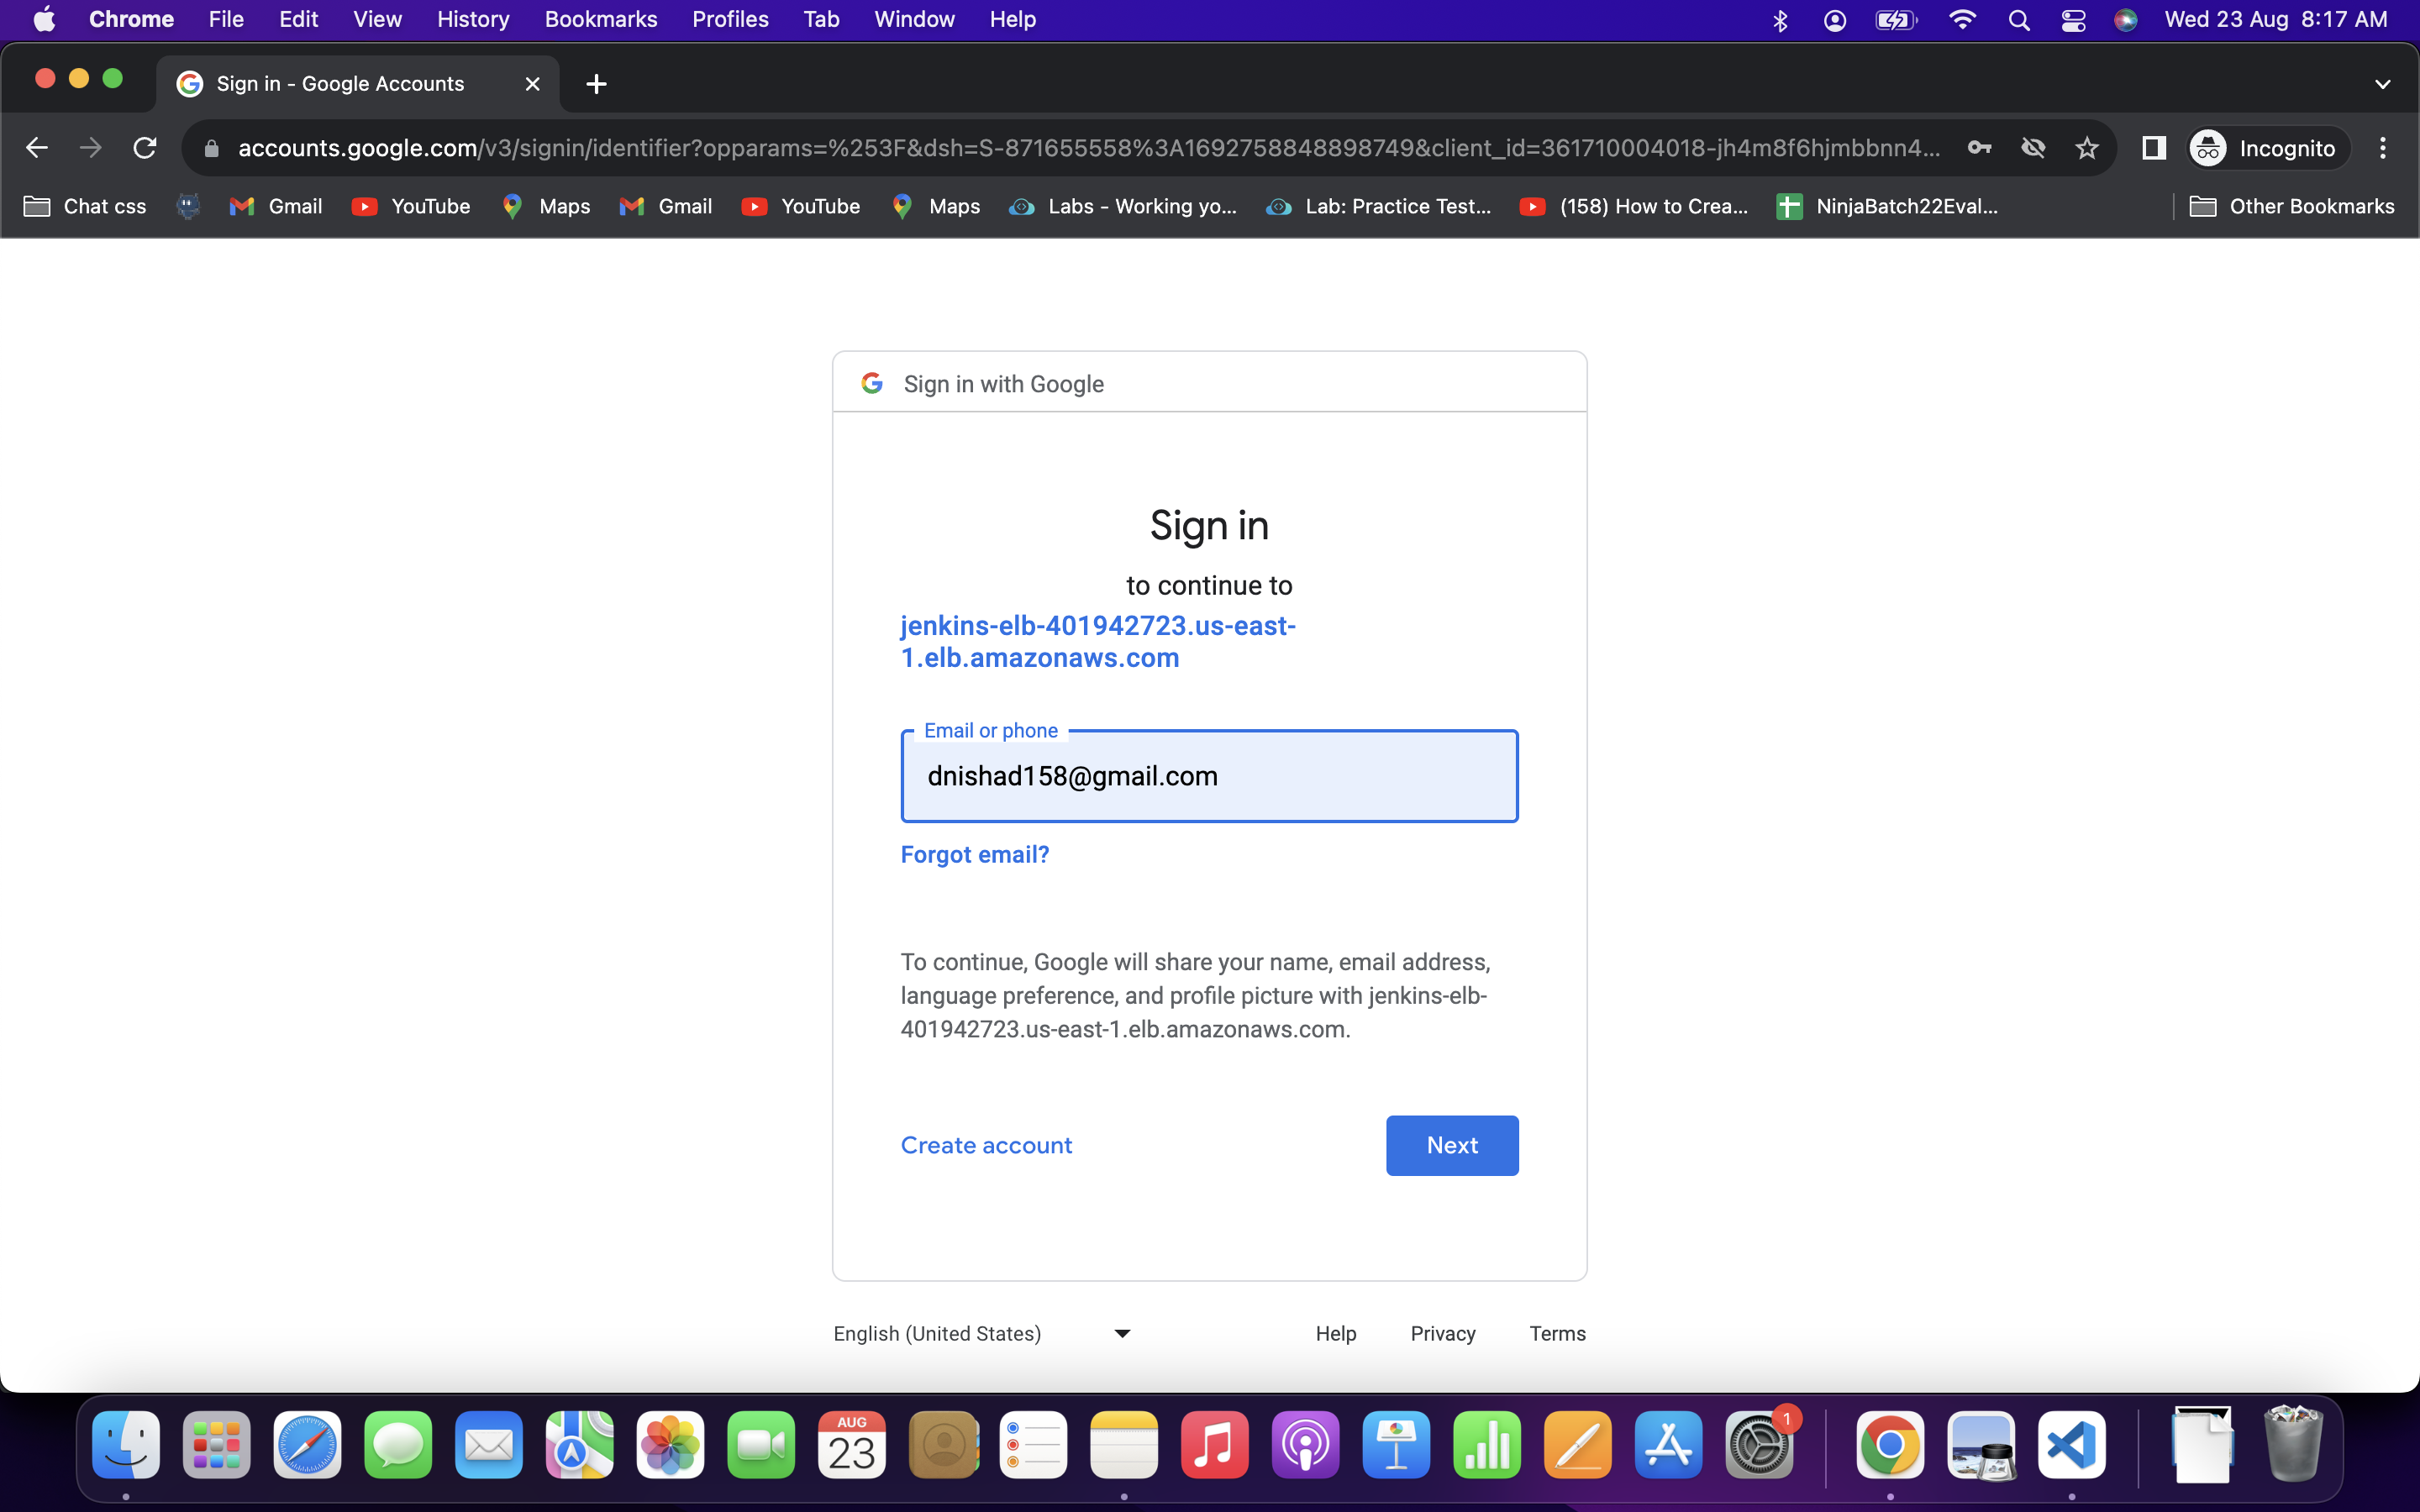 Chrome File Edit View History Bookmarks Profiles Tab Window Help Wed 23 Aug 8:17 AM
Sign in - Google Accounts
accounts.google.com/v3/signin/identifier?opparams=%253F&dsh=S-871655558%3A1692758848898749&client_id=361710004018-jh4m8f6hjmbbnn4... Incognito
Chat css Gmail YouTube Maps Gmail YouTube Maps Labs - Working yo... Lab: Practice Test... (158) How to Crea... NinjaBatch22Eval... Other Bookmarks
Sign in with Google
Sign in
to continue to
jenkins-elb-401942723.us-east-
1.elb.amazonaws.com
Email or phone
dnishad158@gmail.com
Forgot email?
To continue, Google will share your name, email address,
language preference, and profile picture with jenkins-elb-
401942723.us-east-1.elb.amazonaws.com.
Create account Next
English (United States) Help Privacy Terms
AUG
23
1